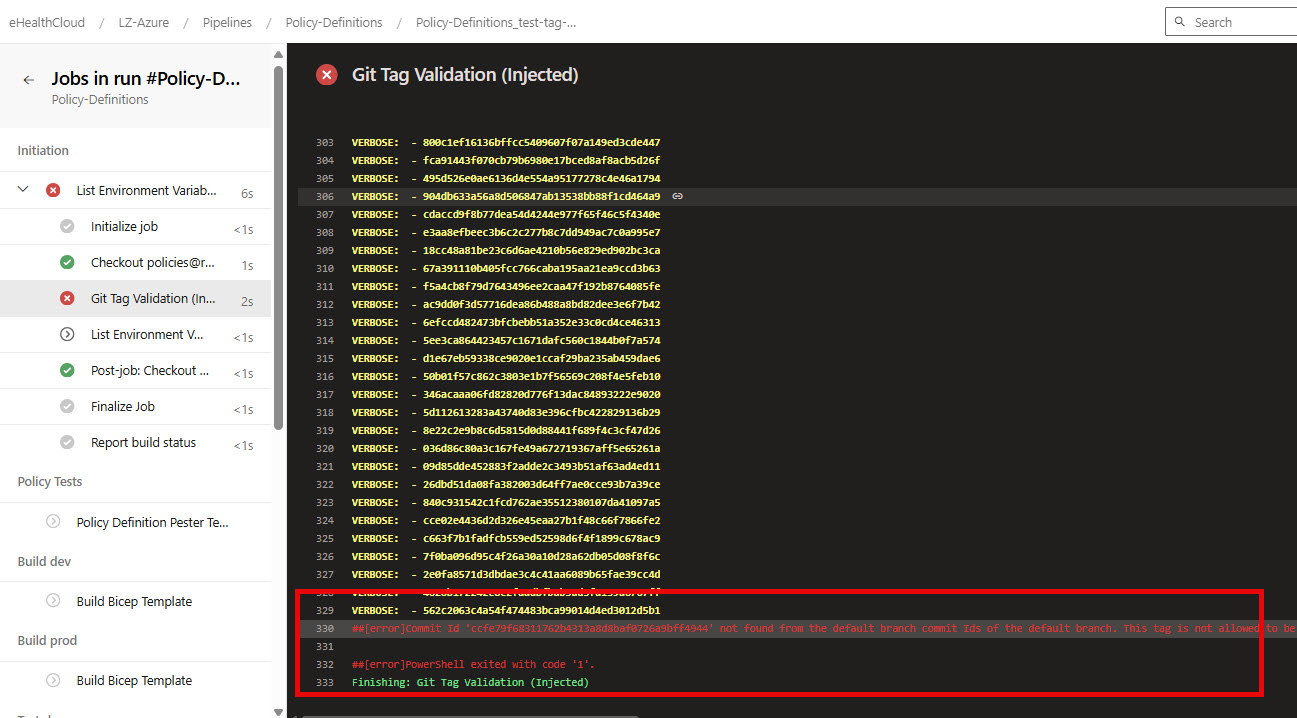 eHealthCloud / LZ-Azure / Pipelines / Policy-Definitions / Policy-Definitions_test-tag-...
Search
Jobs in run #Policy-D...
Policy-Definitions
Initiation
List Environment Variab... 6s
Initialize job <1s
Checkout policies@r... 1s
Git Tag Validation (In... 2s
List Environment V... <1s
Post-job: Checkout ... <1s
Finalize Job <1s
Report build status <1s
Policy Tests
Policy Definition Pester Te...
Build dev
Build Bicep Template
Build prod
Build Bicep Template
Git Tag Validation (Injected)
303 VERBOSE: - 800c1ef16136bffcc5409607f07a149ed3cde447
304 VERBOSE: - fca91443f070cb79b6980e17bced8af8acb5d26f
305 VERBOSE: - 495d526e0ae6136d4e554a95177278c4e46a1794
306 VERBOSE: - 904db633a56a8d506847ab13538bb88f1cd464a9
307 VERBOSE: - cdaccd9f8b77dea54d4244e977f65f46c5f4340e
308 VERBOSE: - e3aa8efbeec3b6c2c277b8c7dd949ac7c0a995e7
309 VERBOSE: - 18cc48a81be23c6d6ae4210b56e829ed902bc3ca
310 VERBOSE: - 67a391110b405fcc766caba195aa21ea9ccd3b63
311 VERBOSE: - f5a4cb8f79d7643496ee2caa47f192b8764085fe
312 VERBOSE: - ac9dd0f3d57716dea86b488a8bd82dee3e6f7b42
313 VERBOSE: - 6efccd482473bfcbebb51a352e33c0cd4ce46313
314 VERBOSE: - 5ee3ca864423457c1671dafc560c1844b0f7a574
315 VERBOSE: - d1e67eb59338ce9020e1ccaf29ba235ab459dae6
316 VERBOSE: - 50b01f57c862c3803e1b7f56569c208f4e5feb10
317 VERBOSE: - 346acaaa06fd82820d776f13dac84893222e9020
318 VERBOSE: - 5d112613283a43740d83e396cfbc422829136b29
319 VERBOSE: - 8e22c2e9b8c6d5815d0d88441f689f4c3cf47d26
320 VERBOSE: - 036d86c80a3c167fe49a672719367aff5e65261a
321 VERBOSE: - 09d85dde452883f2adde2c3493b51af63ad4ed11
322 VERBOSE: - 26dbd51da08fa382003d64ff7ae0cce93b7a39ce
323 VERBOSE: - 840c931542c1fcd762ae35512380107da41097a5
324 VERBOSE: - cce02e4436d2d326e45eaa27b1f48c66f7866fe2
325 VERBOSE: - c663f7b1fadfcb559ed52598d6f4f1899c678ac9
326 VERBOSE: - 7f0ba096d95c4f26a30a10d28a62db05d08f8f6c
327 VERBOSE: - 2e0fa8571d3dbdae3c4c41aa6089b65fae39cc4d
328 VERBOSE: -
329 VERBOSE: - 562c2063c4a54f474483bca99014d4ed3012d5b1
330 ##[error]Commit Id 'ccfe79f68311762b4313a8d8baf0726a9bff4944' not found from the default branch commit Ids of the default branch. This tag is not allowed to be
331
332 ##[error]PowerShell exited with code '1'.
333 Finishing: Git Tag Validation (Injected)